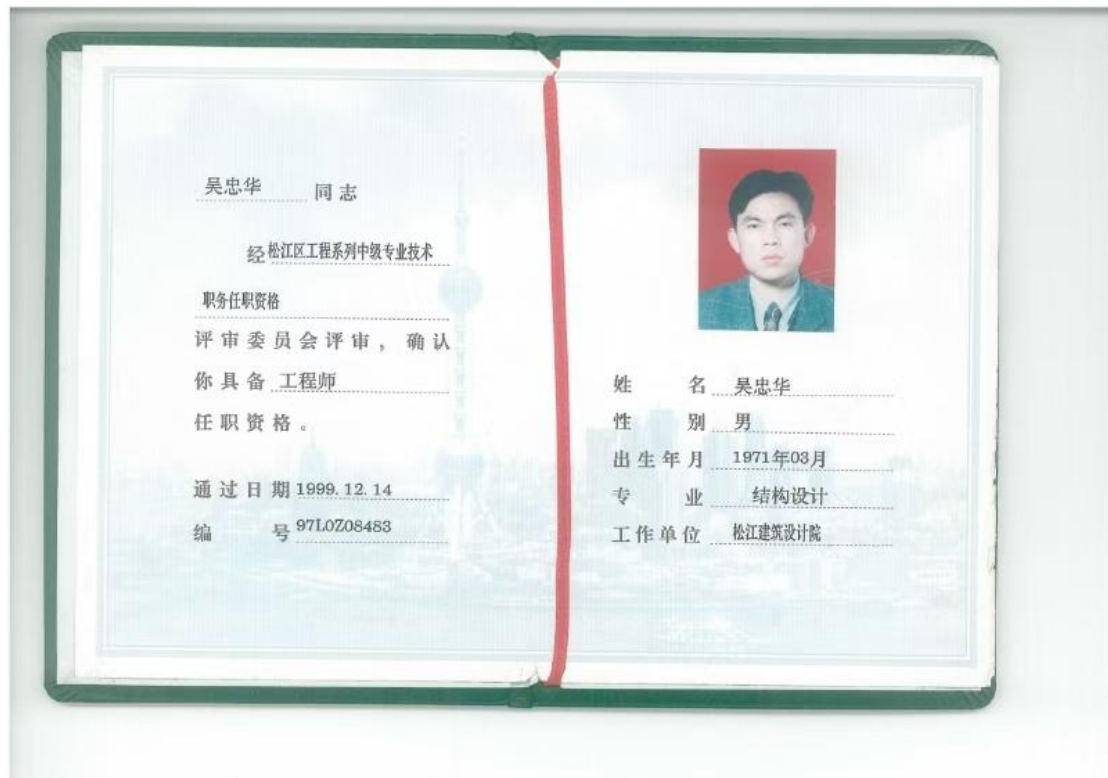 吴忠华 同志
经 松江区工程系列中级专业技术
职务任职资格
评审委员会评审，确认
你具备 工程师
任职资格。
通过日期 1999.12.14
编 号 97L0Z08483
姓 名 吴忠华
性 别 男
出生年月 1971年03月
专 业 结构设计
工作单位 松江建筑设计院